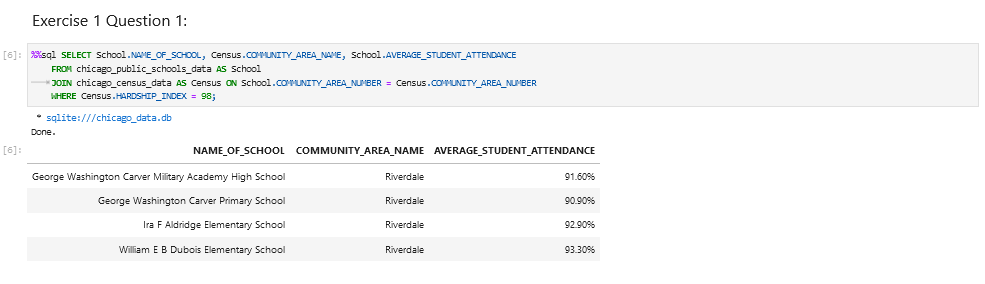 Exercise 1 Question 1:
[6]: %%sql SELECT School.NAME_OF_SCHOOL, Census.COMMUNITY_AREA_NAME, School.AVERAGE_STUDENT_ATTENDANCE
FROM chicago_public_schools_data AS School
JOIN chicago_census_data AS Census ON School.COMMUNITY_AREA_NUMBER = Census.COMMUNITY_AREA_NUMBER
WHERE Census.HARDSHIP_INDEX = 98;
* sqlite:///chicago_data.db
Done.
[6]: NAME_OF_SCHOOL COMMUNITY_AREA_NAME AVERAGE_STUDENT_ATTENDANCE
George Washington Carver Military Academy High School Riverdale 91.60%
George Washington Carver Primary School Riverdale 90.90%
Ira F Aldridge Elementary School Riverdale 92.90%
William E B Dubois Elementary School Riverdale 93.30%